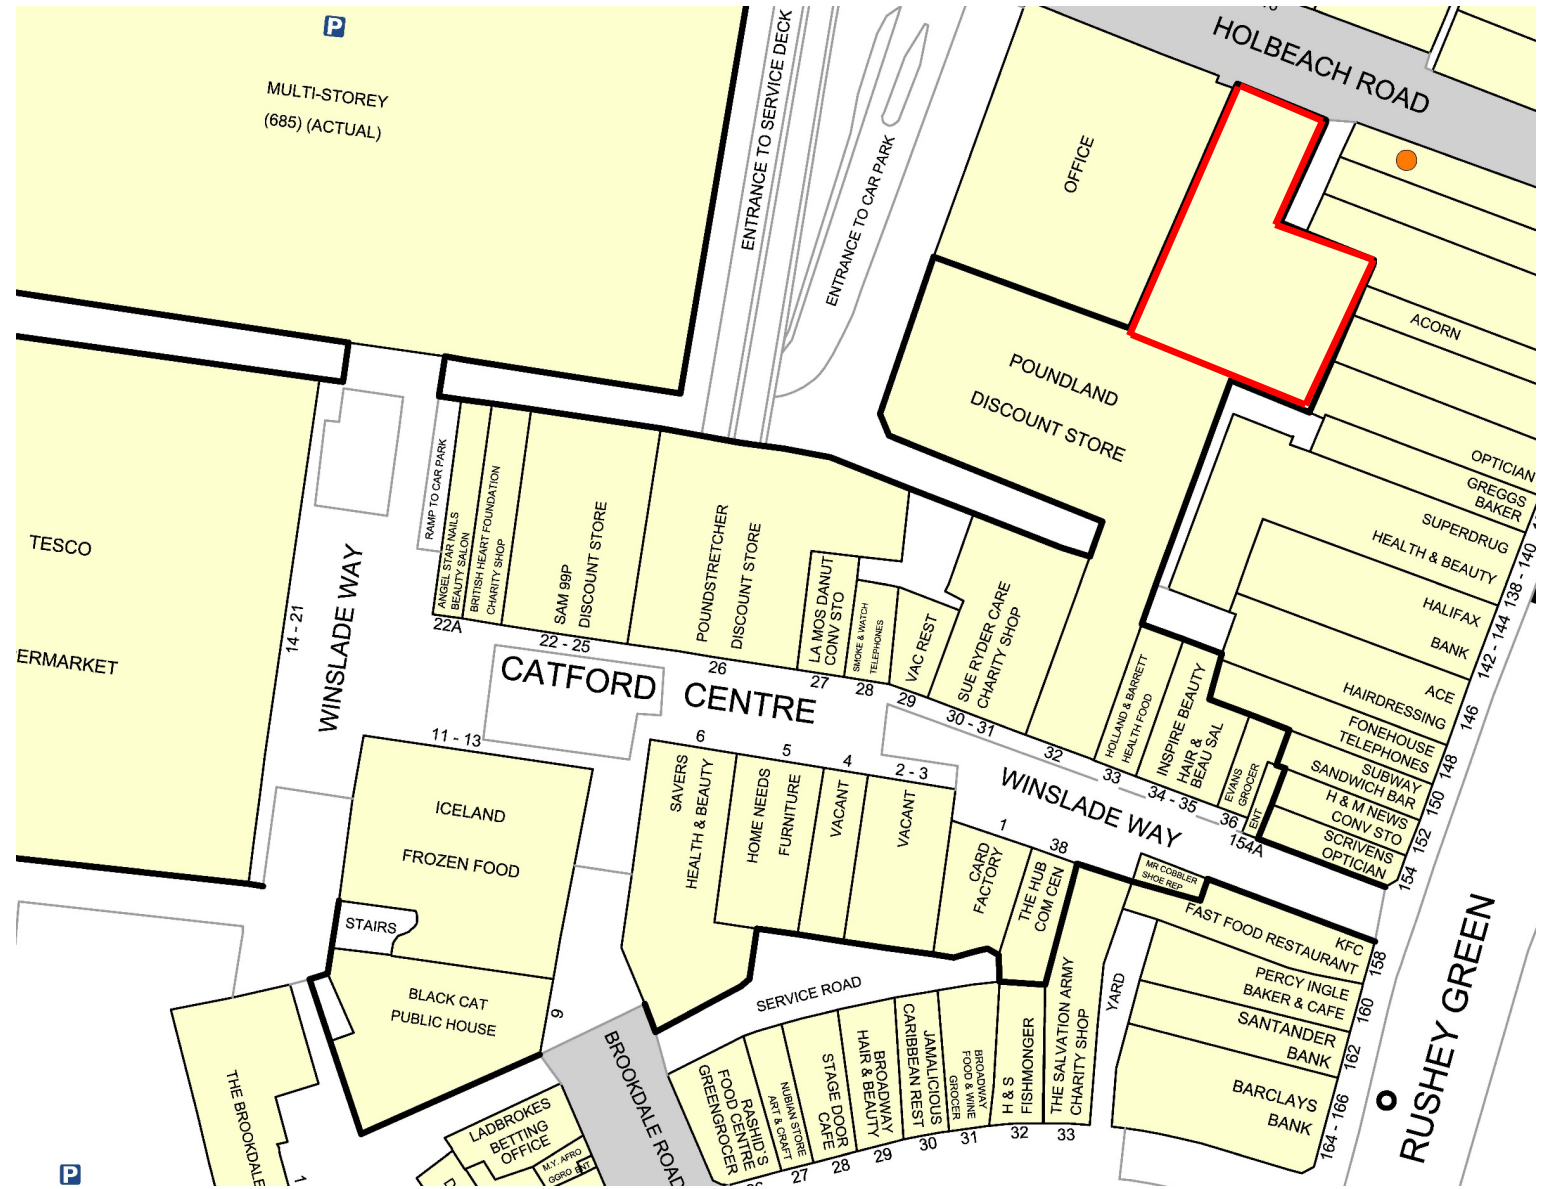 P
MULTI-STOREY
(685) (ACTUAL)
ENTRANCE TO SERVICE DECK
ENTRANCE TO CAR PARK
HOLBEACH ROAD
OFFICE
ACORN
POUNDLAND
DISCOUNT STORE
OPTICIAN
GREGGS
BAKER
SUPERDRUG
HEALTH & BEAUTY
138 - 140
HALIFAX
BANK
142 - 144
ACE
HAIRDRESSING
146
FONEHOUSE
TELEPHONES
148
SUBWAY
SANDWICH BAR
150
H & M NEWS
CONV STO
152
SCRIVENS
OPTICIAN
154
TESCO
ERMARKET
14 - 21
WINSLADE WAY
RAMP TO CAR PARK
ANGEL STAR NAILS
BEAUTY SALON
22A
BRITISH HEART FOUNDATION
CHARITY SHOP
SAM 99P
DISCOUNT STORE
22 - 25
POUNDSTRETCHER
DISCOUNT STORE
26
LA MOS DANUT
CONV STO
27
SMOKE & WATCH
TELEPHONES
28
VAC REST
29
SUE RYDER CARE
CHARITY SHOP
30 - 31
32
HOLLAND & BARRETT
HEALTH FOOD
33
INSPIRE BEAUTY
HAIR &
BEAU SAL
34 - 35
EVANS
GROCER
36
ENT
154A
CATFORD CENTRE
WINSLADE WAY
11 - 13
ICELAND
FROZEN FOOD
STAIRS
BLACK CAT
PUBLIC HOUSE
9
6
SAVERS
HEALTH & BEAUTY
5
HOME NEEDS
FURNITURE
4
VACANT
2 - 3
VACANT
1
CARD
FACTORY
38
THE HUB
COM CEN
MR COBBLER
SHOE REP
KFC
FAST FOOD RESTAURANT
158
PERCY INGLE
BAKER & CAFE
160
SANTANDER
BANK
162
BARCLAYS
BANK
164 - 166
RUSHEY GREEN
YARD
SERVICE ROAD
BROOKDALE ROAD
THE BROOKDALE
1
LADBROKES
BETTING
OFFICE
M.Y. AFRO
GGRO
ENT
D
RASHID'S
FOOD CENTRE
GREENGROCER
26
NUBIAN STORE
ART & CRAFT
27
STAGE DOOR
CAFE
28
BROADWAY
HAIR & BEAUTY
29
JAMALICIOUS
CARIBBEAN REST
30
BROADWAY
FOOD & WINE
GROCER
31
H & S
FISHMONGER
32
THE SALVATION ARMY
CHARITY SHOP
33
P